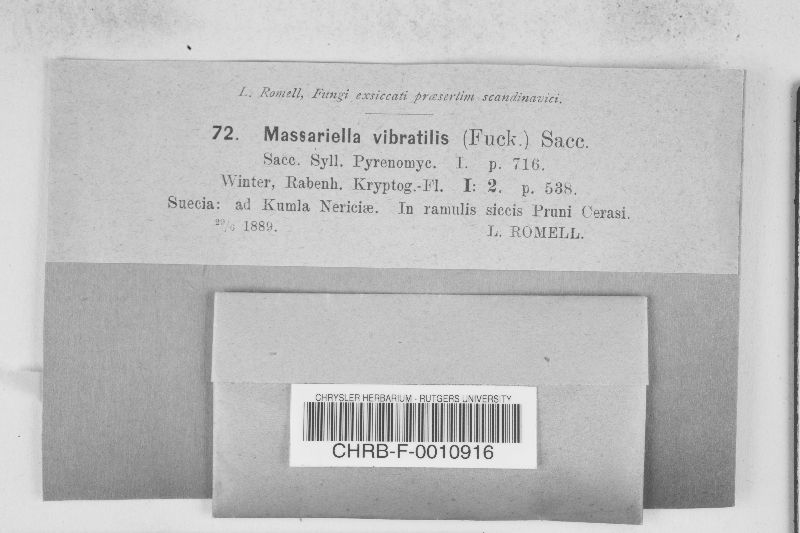 L. Romell, Fungi exsiccati præsertim scandinavici.
72. Massariella vibratilis (Fuck.) Sacc.
Sacc. Syll. Pyrenomyc. I. p. 716.
Winter, Rabenh. Kryptog.-Fl. I: 2. p. 538.
Suecia: ad Kumla Nericiæ. In ramulis siccis Pruni Cerasi.
1889. L. ROMELL.
CHRYSLER HERBARIUM - RUTGERS UNIVERSITY
CHRB-F-0010916